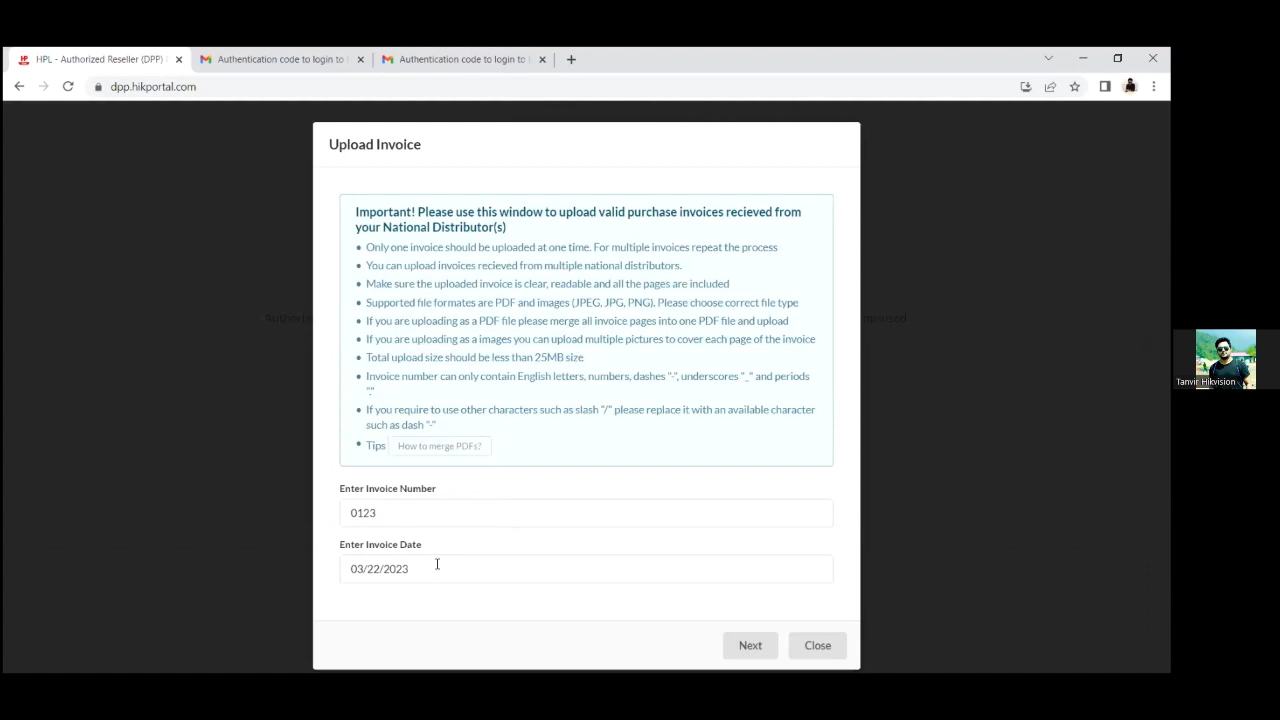 HPL - Authorized Reseller (DPP)
Authentication code to login to
Authentication code to login to
dpp.hikportal.com
Upload Invoice
Important! Please use this window to upload valid purchase invoices recieved from
your National Distributor(s)
• Only one invoice should be uploaded at one time. For multiple invoices repeat the process
• You can upload invoices recieved from multiple national distributors.
• Make sure the uploaded invoice is clear, readable and all the pages are included
• Supported file formates are PDF and images (JPEG, JPG, PNG). Please choose correct file type
• If you are uploading as a PDF file please merge all invoice pages into one PDF file and upload
• If you are uploading as a images you can upload multiple pictures to cover each page of the invoice
• Total upload size should be less than 25MB size
• Invoice number can only contain English letters, numbers, dashes "-", underscores "_" and periods
"."
• If you require to use other characters such as slash "/" please replace it with an available character
such as dash "-"
• Tips How to merge PDFs?
Enter Invoice Number
0123
Enter Invoice Date
03/22/2023
Next Close
Tanvir Hikvision